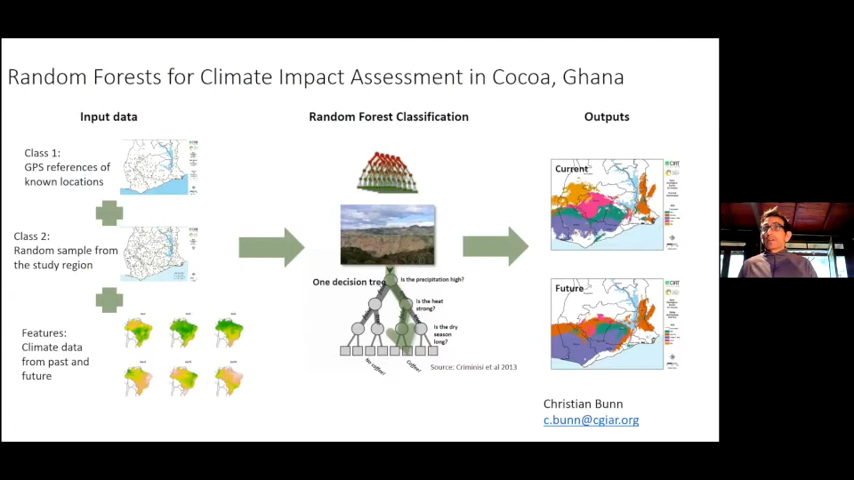 Random Forests for Climate Impact Assessment in Cocoa, Ghana
Input data
Class 1:
GPS references of
known locations
Class 2:
Random sample from
the study region
Features:
Climate data
from past and
future
Random Forest Classification
One decision tree
Is the precipitation high?
Is the heat
strong?
Is the dry
season
long?
No coffee!
Coffee!
Source: Criminisi et al 2013
Outputs
Current
Future
Christian Bunn
c.bunn@cgiar.org